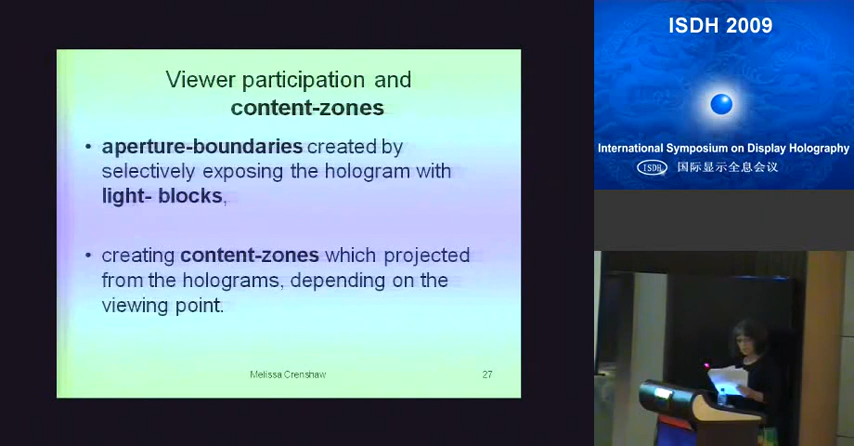 Viewer participation and
content-zones
• aperture-boundaries created by
selectively exposing the hologram with
light- blocks,
• creating content-zones which projected
from the holograms, depending on the
viewing point.
Melissa Crenshaw
27
ISDH 2009
International Symposium on Display Holography
ISDH 国际显示全息会议